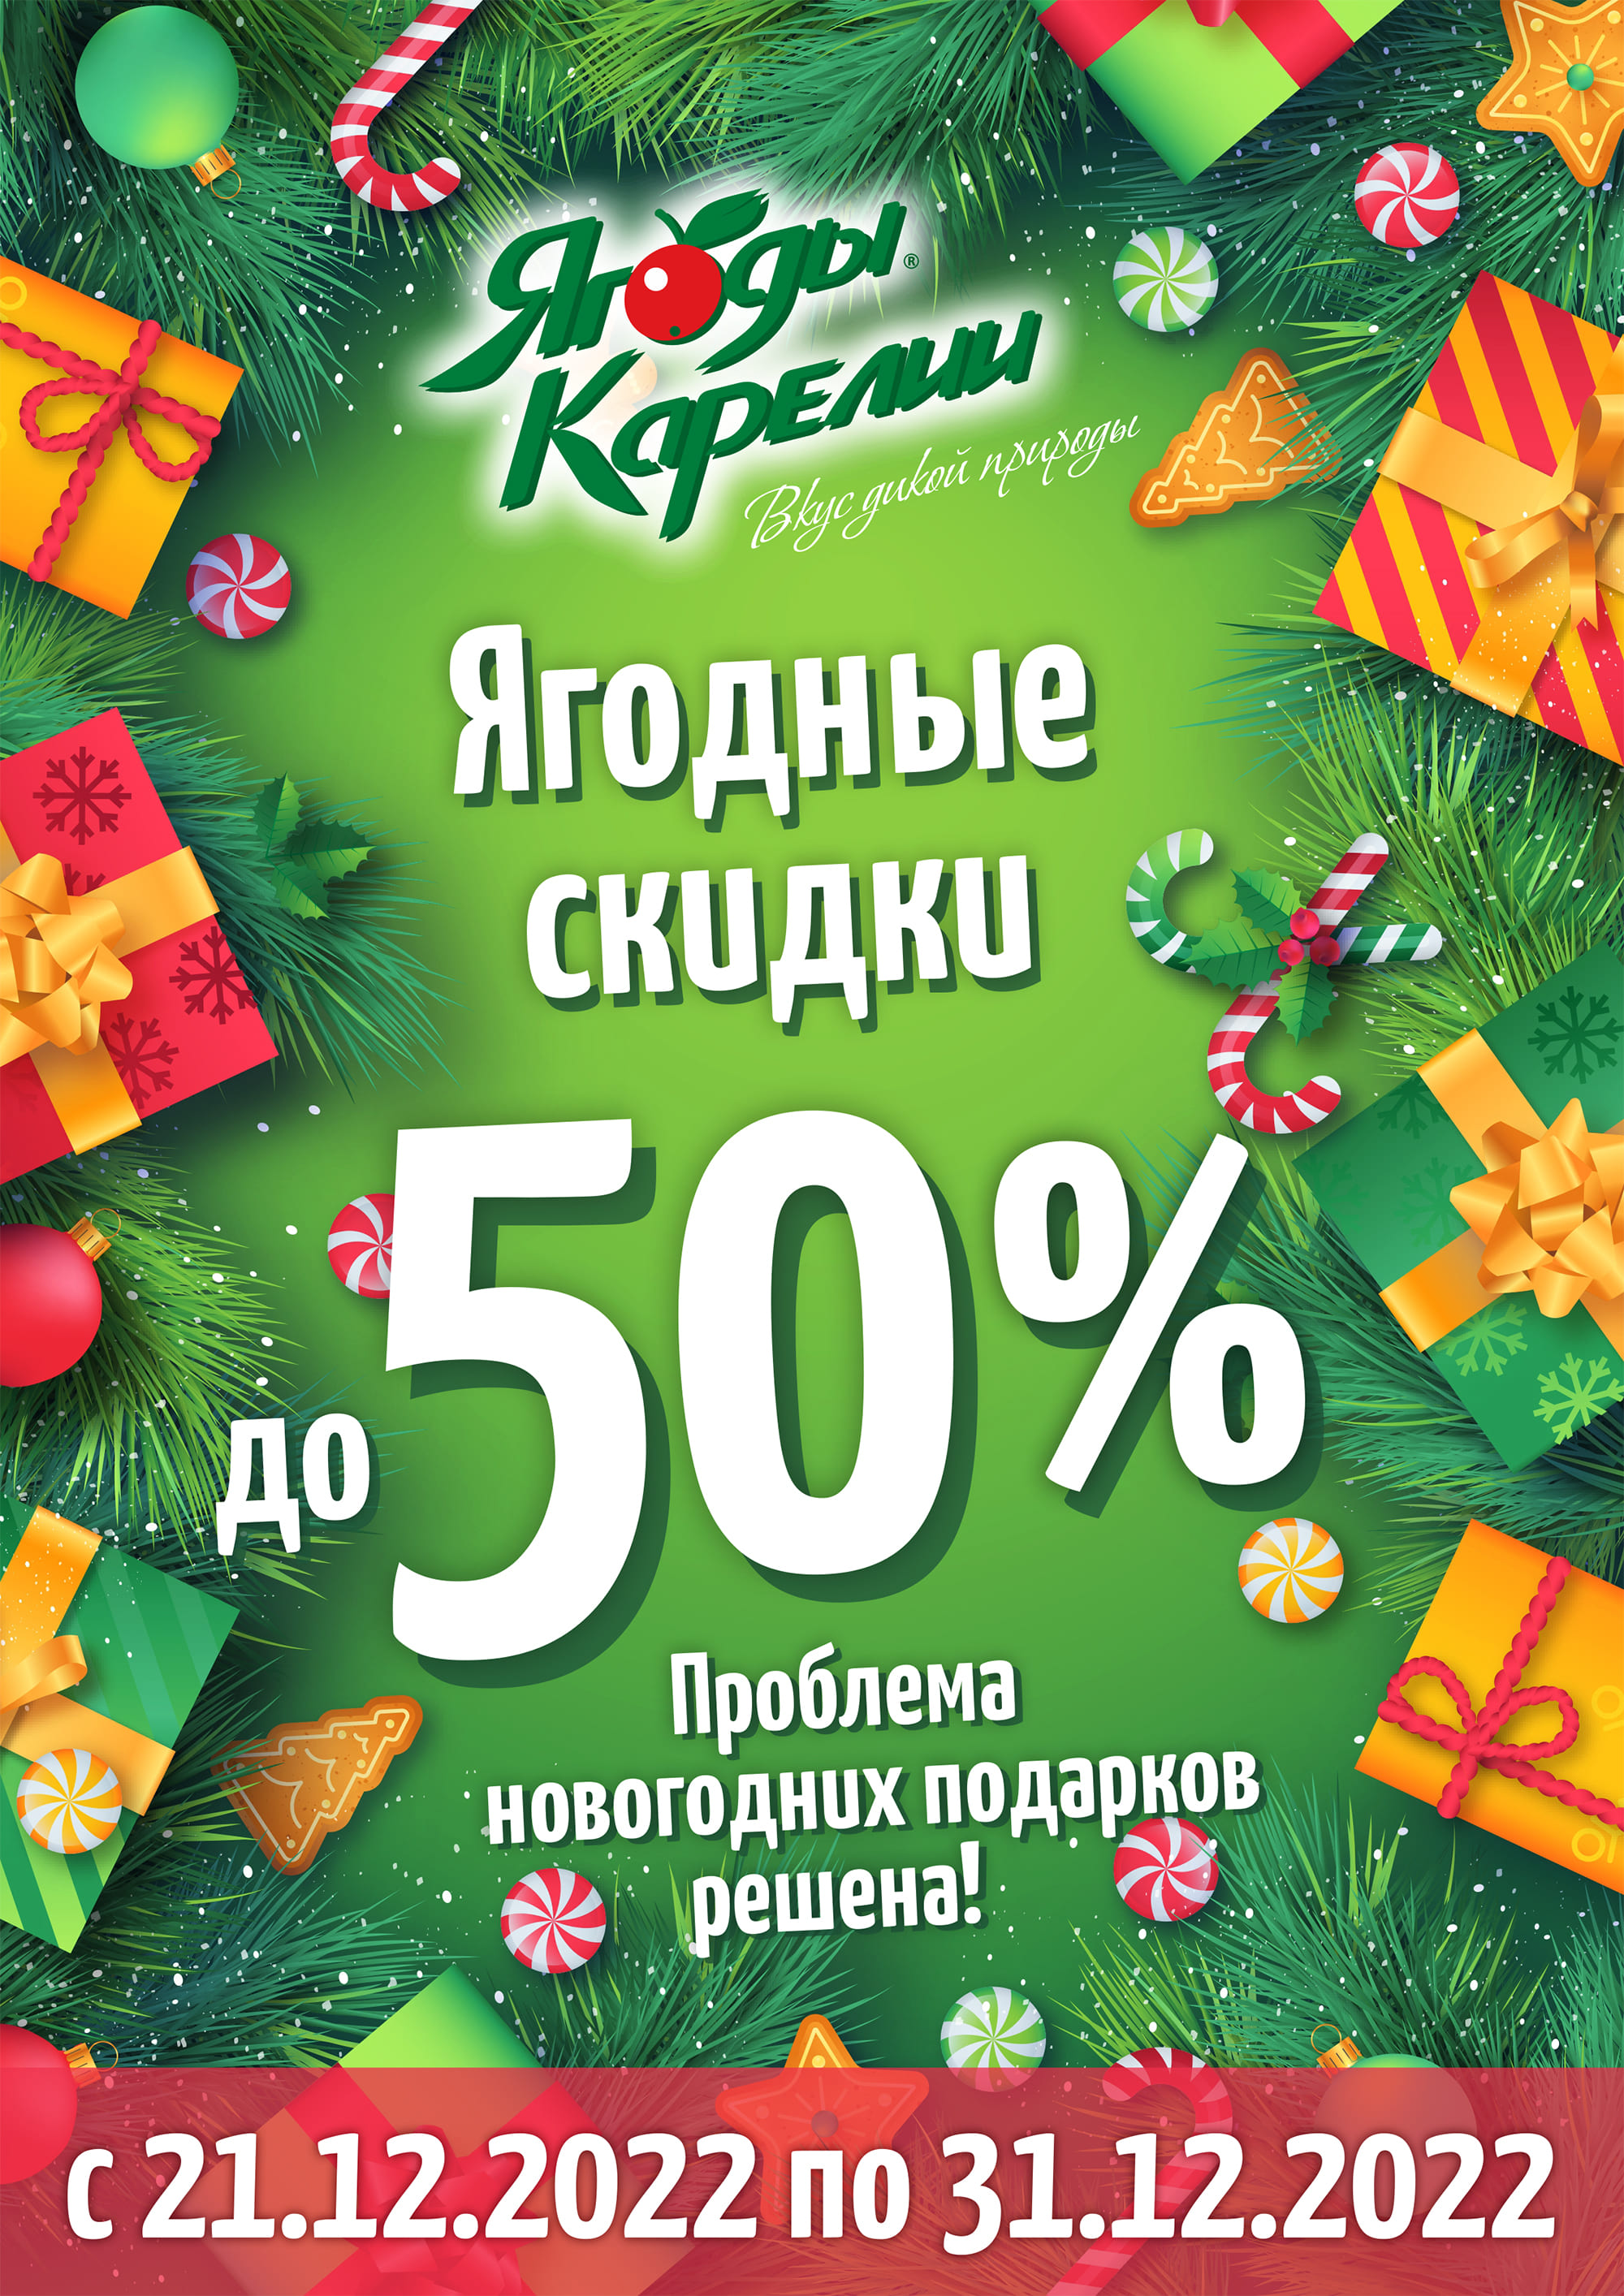 Ягоды®
Карелии
Вкус дикой природы
Ягодные
скидки
до 50%
Проблема
новогодних подарков
решена!
с 21.12.2022 по 31.12.2022